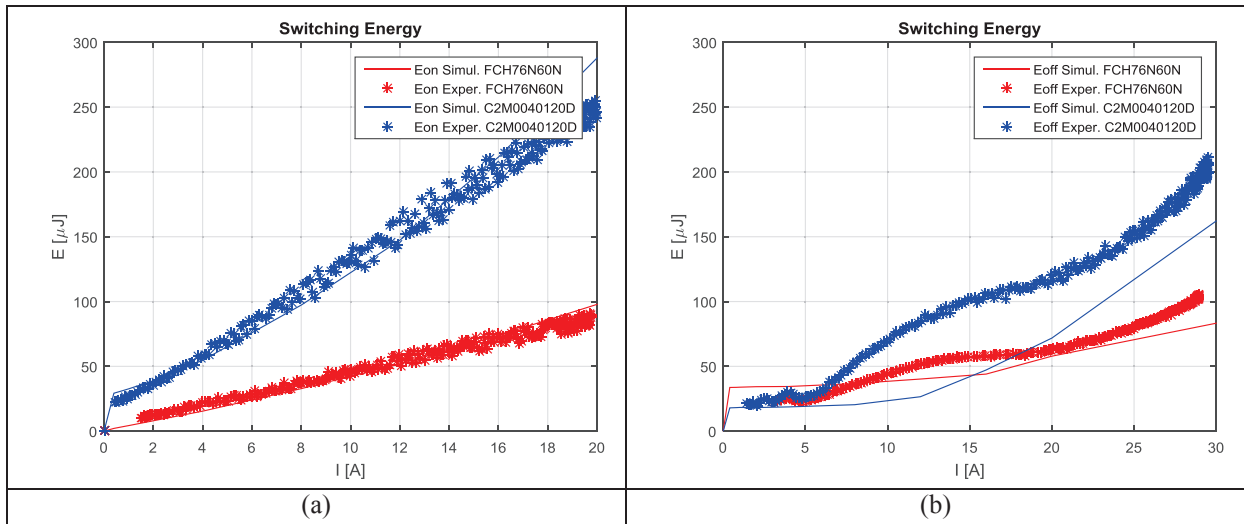 Switching Energy
300
250
200
150
100
50
0
E [μJ]
0 2 4 6 8 10 12 14 16 18 20
I [A]
Eon Simul. FCH76N60N
Eon Exper. FCH76N60N
Eon Simul. C2M0040120D
Eon Exper. C2M0040120D
(a)
Switching Energy
300
250
200
150
100
50
0
E [μJ]
0 5 10 15 20 25 30
I [A]
Eoff Simul. FCH76N60N
Eoff Exper. FCH76N60N
Eoff Simul. C2M0040120D
Eoff Exper. C2M0040120D
(b)